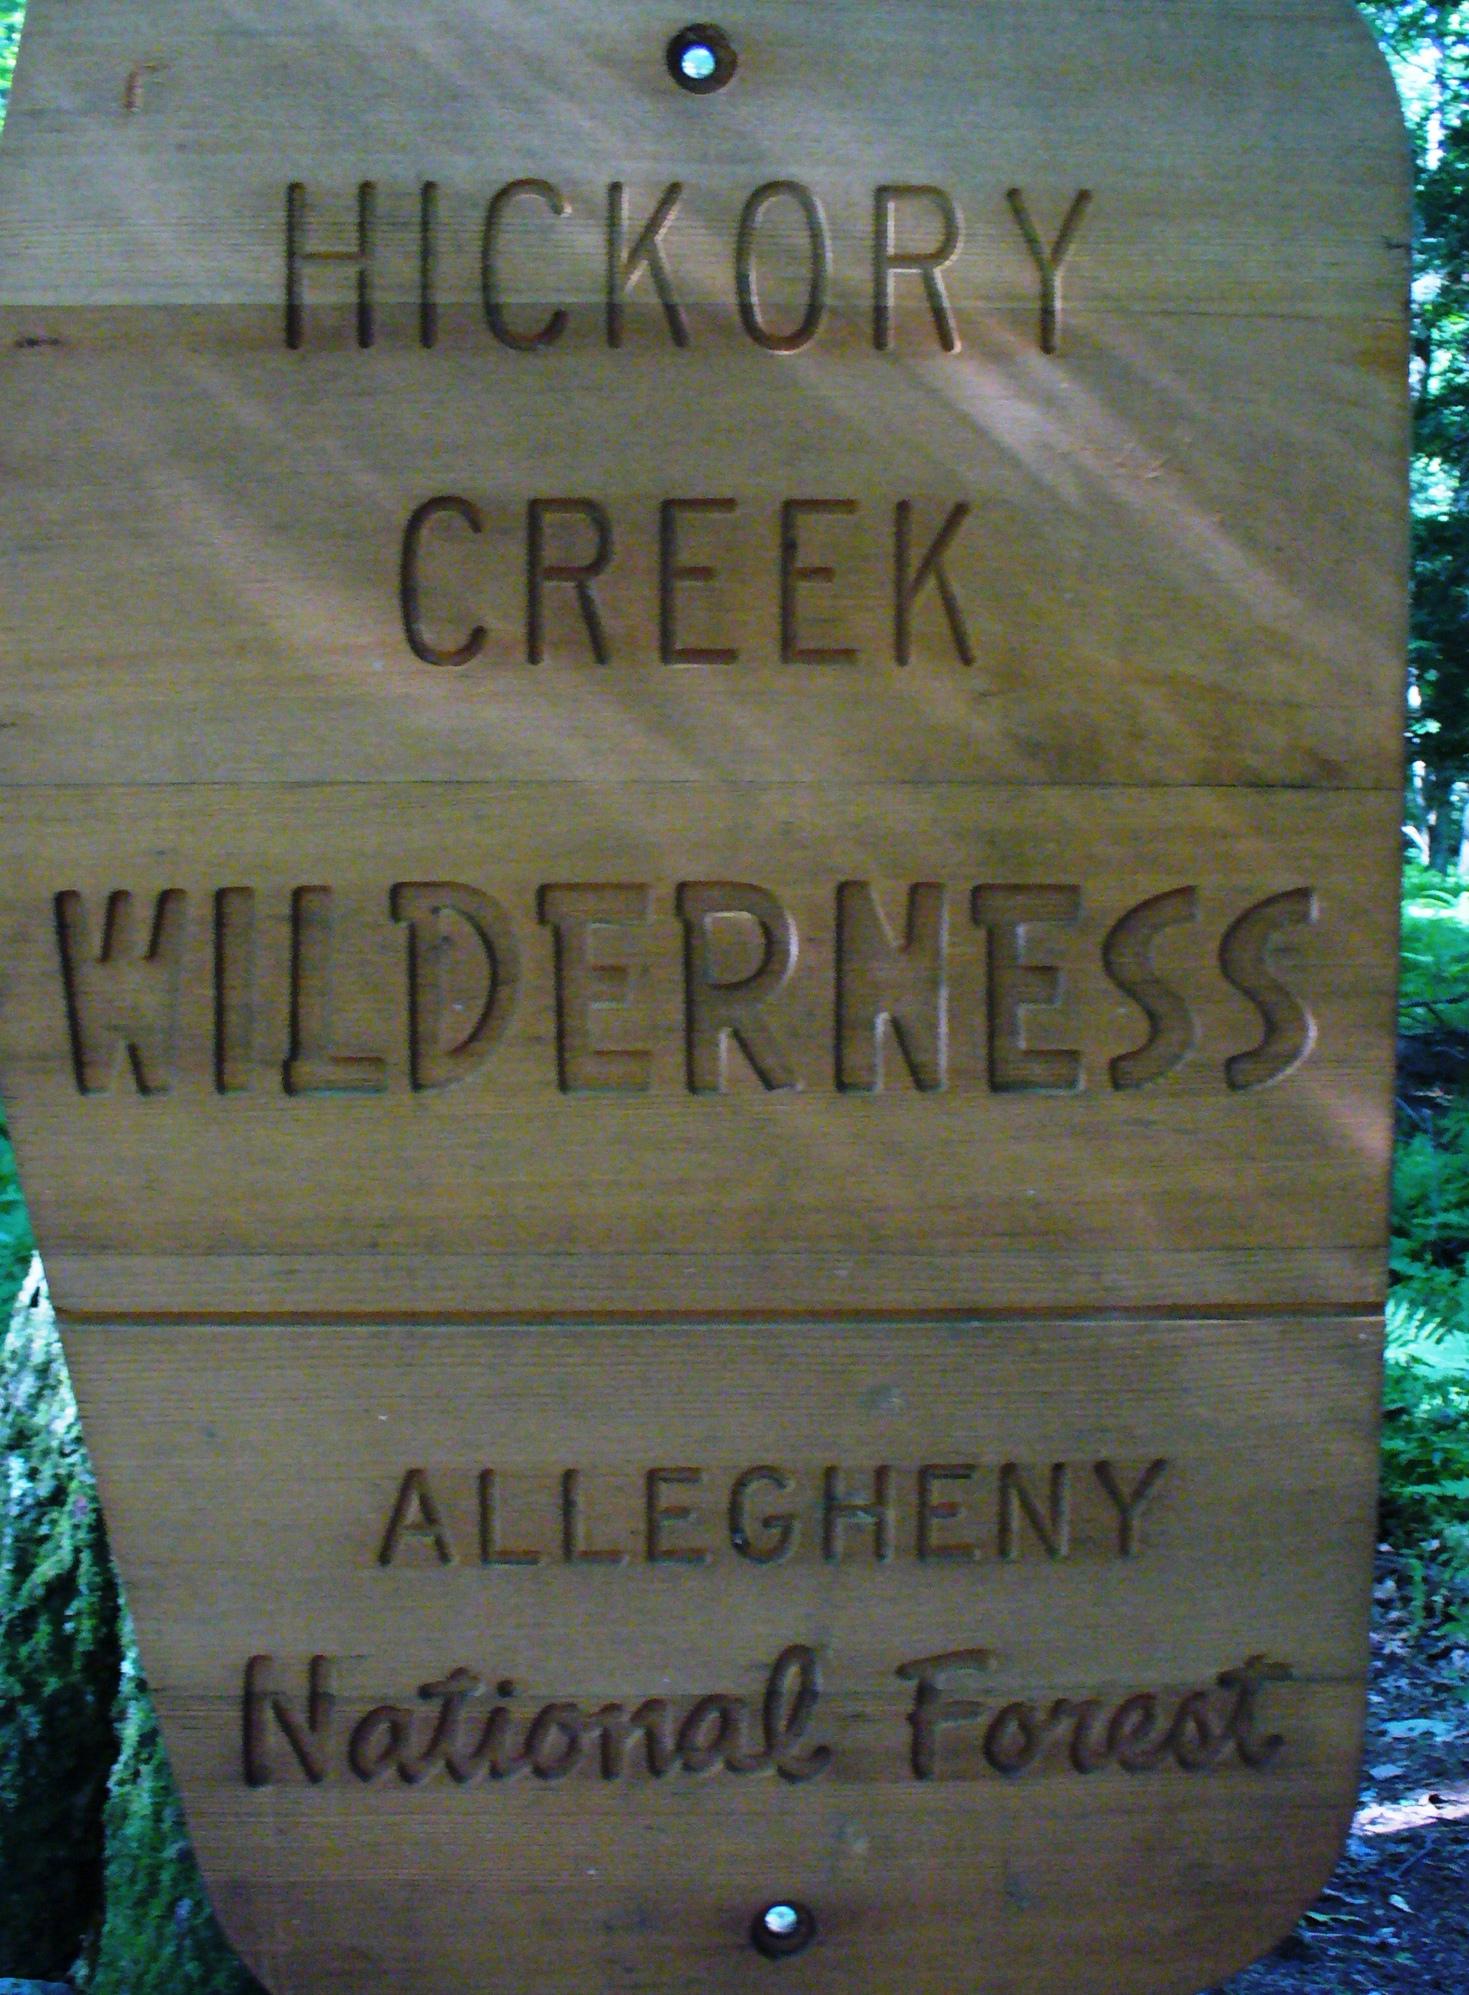 HICKORY
CREEK
WILDERNESS
ALLEGHENY
National Forest